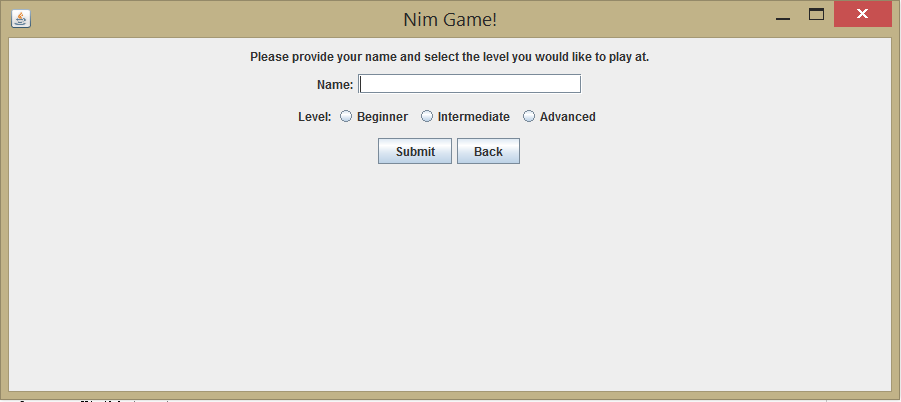 Nim Game!
Please provide your name and select the level you would like to play at.
Name:
Level: Beginner Intermediate Advanced
Submit Back